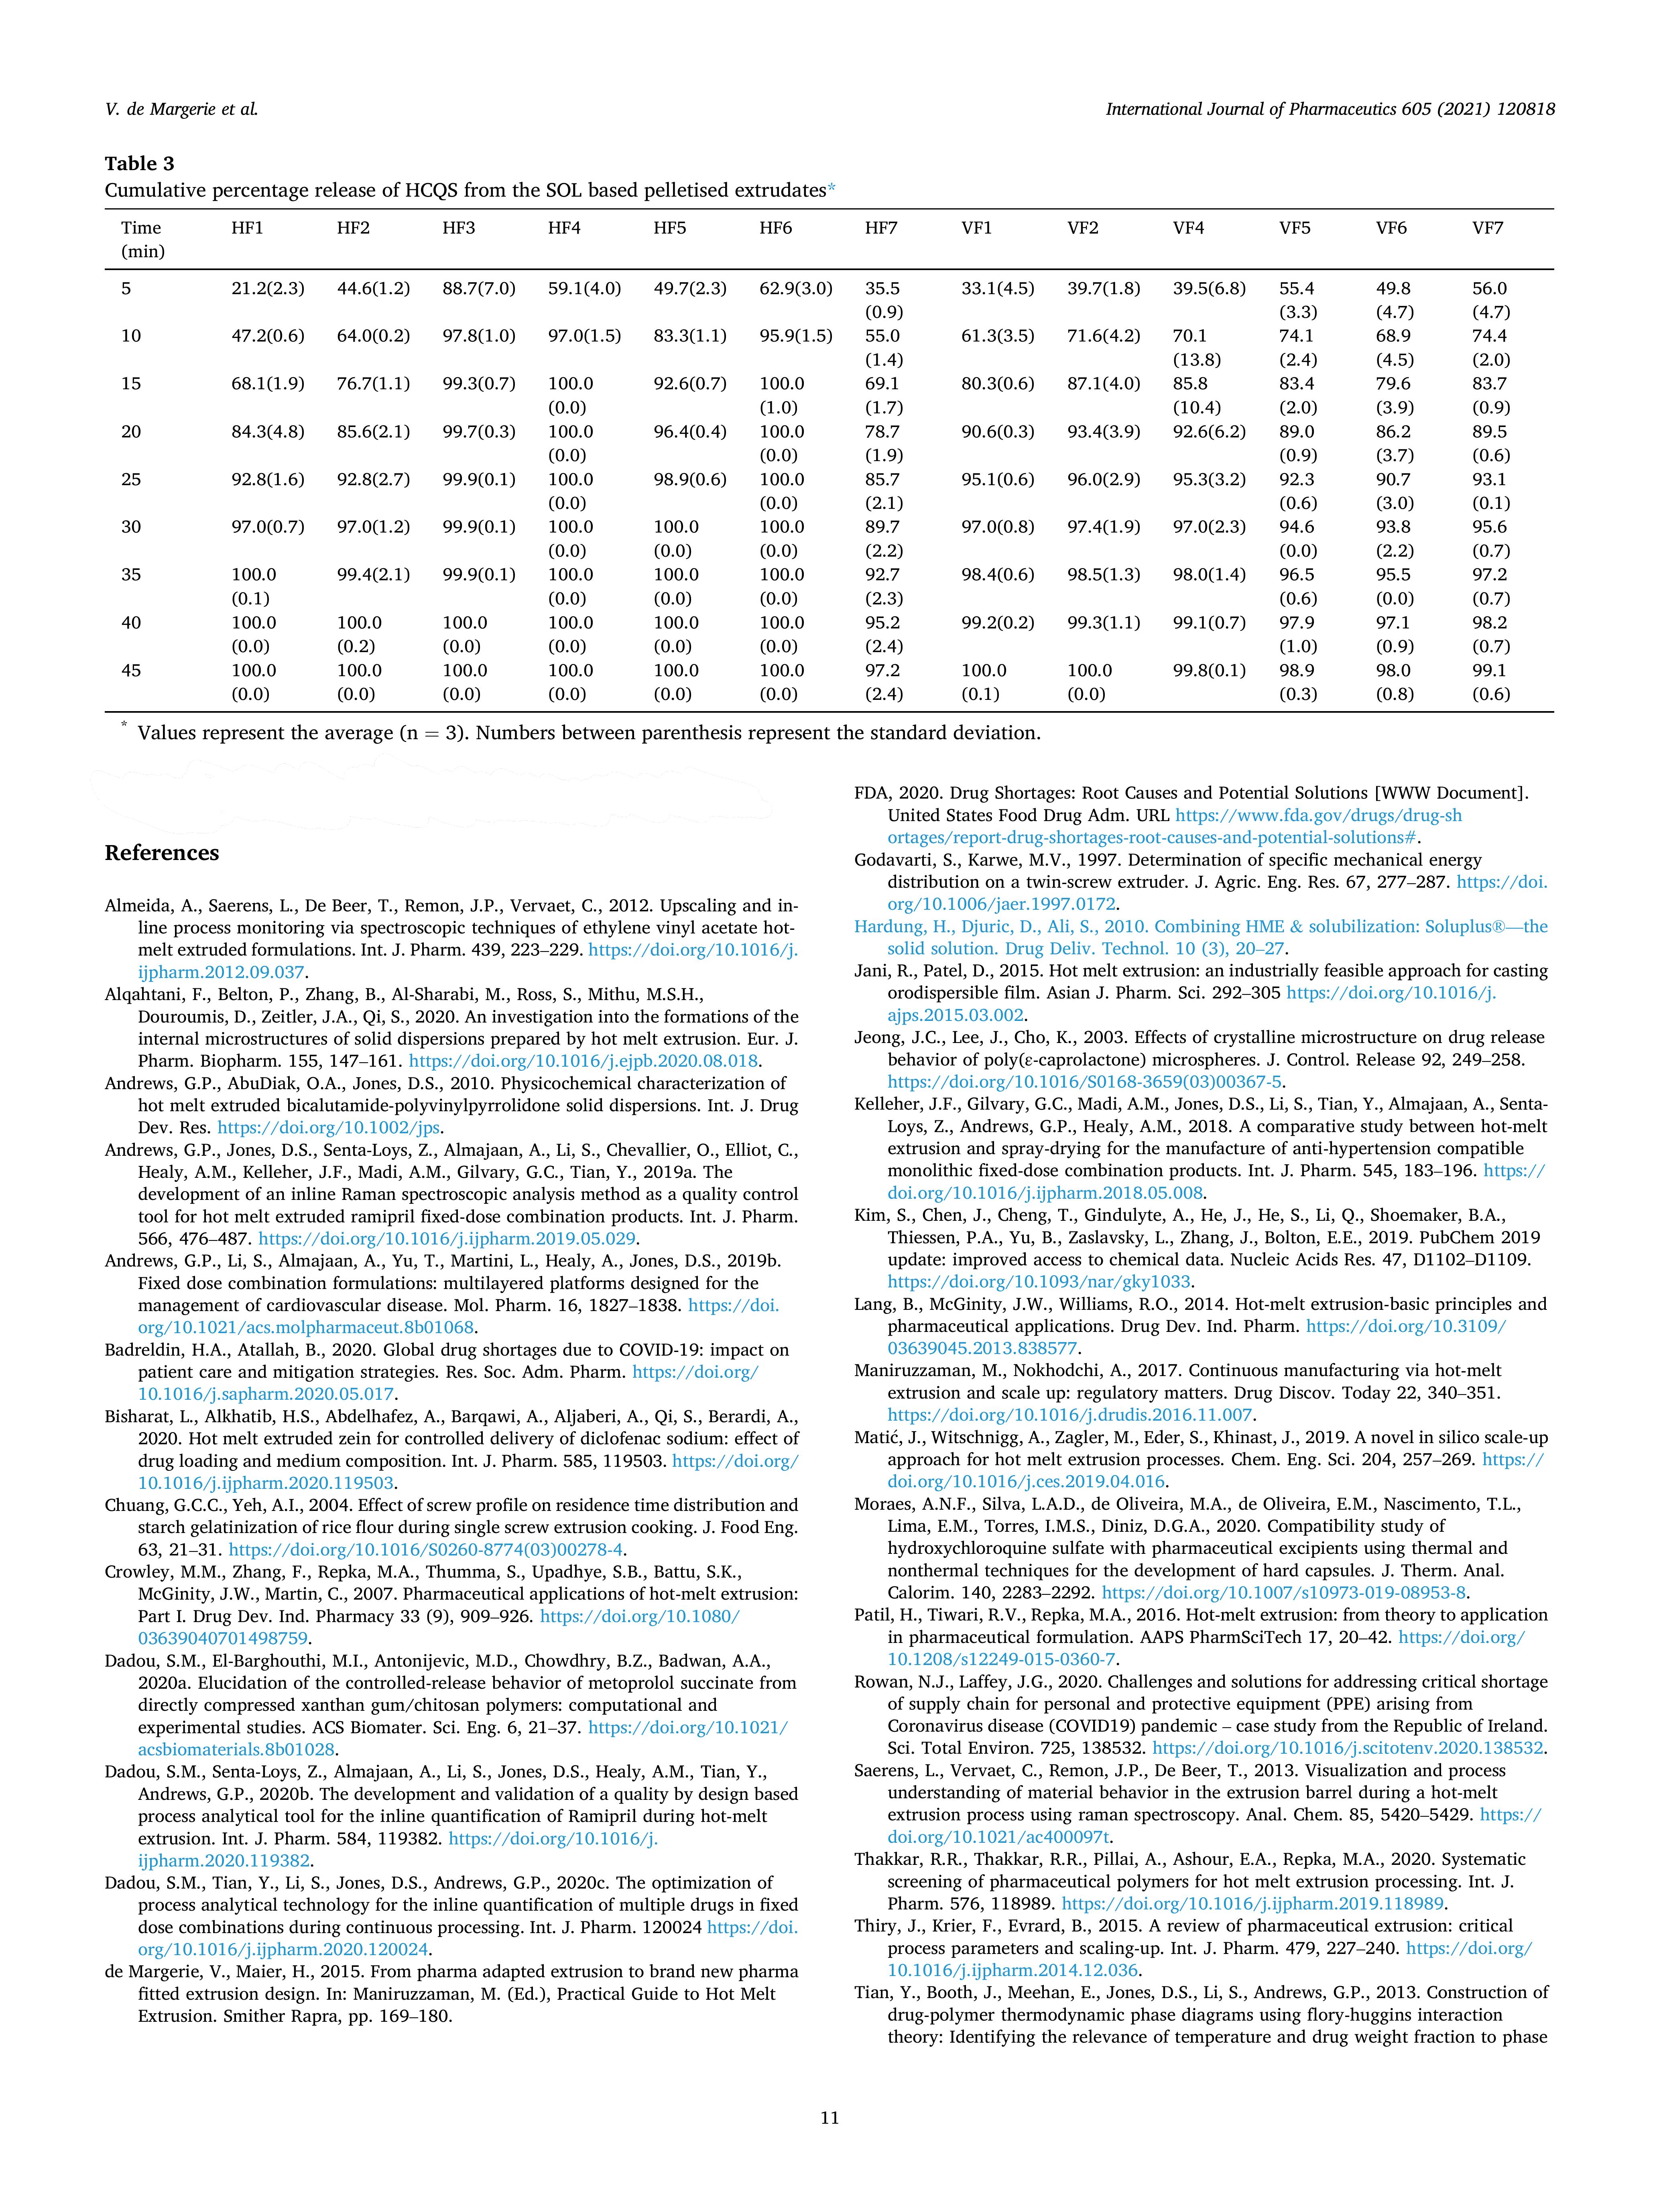 V. de Margerie et al.
International Journal of Pharmaceutics 605 (2021) 120818
Table 3
Cumulative percentage release of HCQS from the SOL based pelletised extrudates*
Time HF1 HF2 HF3 HF4 HF5 HF6 HF7 VF1 VF2 VF4 VF5 VF6 VF7
(min)
5 21.2(2.3) 44.6(1.2) 88.7(7.0) 59.1(4.0) 49.7(2.3) 62.9(3.0) 35.5 33.1(4.5) 39.7(1.8) 39.5(6.8) 55.4 49.8 56.0
(0.9) (3.3) (4.7) (4.7)
10 47.2(0.6) 64.0(0.2) 97.8(1.0) 97.0(1.5) 83.3(1.1) 95.9(1.5) 55.0 61.3(3.5) 71.6(4.2) 70.1 74.1 68.9 74.4
(1.4) (13.8) (2.4) (4.5) (2.0)
15 68.1(1.9) 76.7(1.1) 99.3(0.7) 100.0 92.6(0.7) 100.0 69.1 80.3(0.6) 87.1(4.0) 85.8 83.4 79.6 83.7
(0.0) (1.0) (1.7) (10.4) (2.0) (3.9) (0.9)
20 84.3(4.8) 85.6(2.1) 99.7(0.3) 100.0 96.4(0.4) 100.0 78.7 90.6(0.3) 93.4(3.9) 92.6(6.2) 89.0 86.2 89.5
(0.0) (0.0) (1.9) (0.9) (3.7) (0.6)
25 92.8(1.6) 92.8(2.7) 99.9(0.1) 100.0 98.9(0.6) 100.0 85.7 95.1(0.6) 96.0(2.9) 95.3(3.2) 92.3 90.7 93.1
(0.0) (0.0) (2.1) (0.6) (3.0) (0.1)
30 97.0(0.7) 97.0(1.2) 99.9(0.1) 100.0 100.0 100.0 89.7 97.0(0.8) 97.4(1.9) 97.0(2.3) 94.6 93.8 95.6
(0.0) (0.0) (0.0) (2.2) (0.0) (2.2) (0.7)
35 100.0 99.4(2.1) 99.9(0.1) 100.0 100.0 100.0 92.7 98.4(0.6) 98.5(1.3) 98.0(1.4) 96.5 95.5 97.2
(0.1) (0.0) (0.0) (0.0) (2.3) (0.6) (0.0) (0.7)
40 100.0 100.0 100.0 100.0 100.0 100.0 95.2 99.2(0.2) 99.3(1.1) 99.1(0.7) 97.9 97.1 98.2
(0.0) (0.2) (0.0) (0.0) (0.0) (0.0) (2.4) (1.0) (0.9) (0.7)
45 100.0 100.0 100.0 100.0 100.0 100.0 97.2 100.0 100.0 99.8(0.1) 98.9 98.0 99.1
(0.0) (0.0) (0.0) (0.0) (0.0) (0.0) (2.4) (0.1) (0.0) (0.3) (0.8) (0.6)
* Values represent the average (n = 3). Numbers between parenthesis represent the standard deviation.
References
Almeida, A., Saerens, L., De Beer, T., Remon, J.P., Vervaet, C., 2012. Upscaling and in-
line process monitoring via spectroscopic techniques of ethylene vinyl acetate hot-
melt extruded formulations. Int. J. Pharm. 439, 223–229. https://doi.org/10.1016/j.
ijpharm.2012.09.037.
Alqahtani, F., Belton, P., Zhang, B., Al-Sharabi, M., Ross, S., Mithu, M.S.H.,
Douroumis, D., Zeitler, J.A., Qi, S., 2020. An investigation into the formations of the
internal microstructures of solid dispersions prepared by hot melt extrusion. Eur. J.
Pharm. Biopharm. 155, 147–161. https://doi.org/10.1016/j.ejpb.2020.08.018.
Andrews, G.P., AbuDiak, O.A., Jones, D.S., 2010. Physicochemical characterization of
hot melt extruded bicalutamide-polyvinylpyrrolidone solid dispersions. Int. J. Drug
Dev. Res. https://doi.org/10.1002/jps.
Andrews, G.P., Jones, D.S., Senta-Loys, Z., Almajaan, A., Li, S., Chevallier, O., Elliot, C.,
Healy, A.M., Kelleher, J.F., Madi, A.M., Gilvary, G.C., Tian, Y., 2019a. The
development of an inline Raman spectroscopic analysis method as a quality control
tool for hot melt extruded ramipril fixed-dose combination products. Int. J. Pharm.
566, 476–487. https://doi.org/10.1016/j.ijpharm.2019.05.029.
Andrews, G.P., Li, S., Almajaan, A., Yu, T., Martini, L., Healy, A., Jones, D.S., 2019b.
Fixed dose combination formulations: multilayered platforms designed for the
management of cardiovascular disease. Mol. Pharm. 16, 1827–1838. https://doi.
org/10.1021/acs.molpharmaceut.8b01068.
Badreldin, H.A., Atallah, B., 2020. Global drug shortages due to COVID-19: impact on
patient care and mitigation strategies. Res. Soc. Adm. Pharm. https://doi.org/
10.1016/j.sapharm.2020.05.017.
Bisharat, L., Alkhatib, H.S., Abdelhafez, A., Barqawi, A., Aljaberi, A., Qi, S., Berardi, A.,
2020. Hot melt extruded zein for controlled delivery of diclofenac sodium: effect of
drug loading and medium composition. Int. J. Pharm. 585, 119503. https://doi.org/
10.1016/j.ijpharm.2020.119503.
Chuang, G.C.C., Yeh, A.I., 2004. Effect of screw profile on residence time distribution and
starch gelatinization of rice flour during single screw extrusion cooking. J. Food Eng.
63, 21–31. https://doi.org/10.1016/S0260-8774(03)00278-4.
Crowley, M.M., Zhang, F., Repka, M.A., Thumma, S., Upadhye, S.B., Battu, S.K.,
McGinity, J.W., Martin, C., 2007. Pharmaceutical applications of hot-melt extrusion:
Part I. Drug Dev. Ind. Pharmacy 33 (9), 909–926. https://doi.org/10.1080/
03639040701498759.
Dadou, S.M., El-Barghouthi, M.I., Antonijevic, M.D., Chowdhry, B.Z., Badwan, A.A.,
2020a. Elucidation of the controlled-release behavior of metoprolol succinate from
directly compressed xanthan gum/chitosan polymers: computational and
experimental studies. ACS Biomater. Sci. Eng. 6, 21–37. https://doi.org/10.1021/
acsbiomaterials.8b01028.
Dadou, S.M., Senta-Loys, Z., Almajaan, A., Li, S., Jones, D.S., Healy, A.M., Tian, Y.,
Andrews, G.P., 2020b. The development and validation of a quality by design based
process analytical tool for the inline quantification of Ramipril during hot-melt
extrusion. Int. J. Pharm. 584, 119382. https://doi.org/10.1016/j.
ijpharm.2020.119382.
Dadou, S.M., Tian, Y., Li, S., Jones, D.S., Andrews, G.P., 2020c. The optimization of
process analytical technology for the inline quantification of multiple drugs in fixed
dose combinations during continuous processing. Int. J. Pharm. 120024 https://doi.
org/10.1016/j.ijpharm.2020.120024.
de Margerie, V., Maier, H., 2015. From pharma adapted extrusion to brand new pharma
fitted extrusion design. In: Maniruzzaman, M. (Ed.), Practical Guide to Hot Melt
Extrusion. Smither Rapra, pp. 169–180.
FDA, 2020. Drug Shortages: Root Causes and Potential Solutions [WWW Document].
United States Food Drug Adm. URL https://www.fda.gov/drugs/drug-sh
ortages/report-drug-shortages-root-causes-and-potential-solutions#.
Godavarti, S., Karwe, M.V., 1997. Determination of specific mechanical energy
distribution on a twin-screw extruder. J. Agric. Eng. Res. 67, 277–287. https://doi.
org/10.1006/jaer.1997.0172.
Hardung, H., Djuric, D., Ali, S., 2010. Combining HME & solubilization: Soluplus®—the
solid solution. Drug Deliv. Technol. 10 (3), 20–27.
Jani, R., Patel, D., 2015. Hot melt extrusion: an industrially feasible approach for casting
orodispersible film. Asian J. Pharm. Sci. 292–305 https://doi.org/10.1016/j.
ajps.2015.03.002.
Jeong, J.C., Lee, J., Cho, K., 2003. Effects of crystalline microstructure on drug release
behavior of poly(ε-caprolactone) microspheres. J. Control. Release 92, 249–258.
https://doi.org/10.1016/S0168-3659(03)00367-5.
Kelleher, J.F., Gilvary, G.C., Madi, A.M., Jones, D.S., Li, S., Tian, Y., Almajaan, A., Senta-
Loys, Z., Andrews, G.P., Healy, A.M., 2018. A comparative study between hot-melt
extrusion and spray-drying for the manufacture of anti-hypertension compatible
monolithic fixed-dose combination products. Int. J. Pharm. 545, 183–196. https://
doi.org/10.1016/j.ijpharm.2018.05.008.
Kim, S., Chen, J., Cheng, T., Gindulyte, A., He, J., He, S., Li, Q., Shoemaker, B.A.,
Thiessen, P.A., Yu, B., Zaslavsky, L., Zhang, J., Bolton, E.E., 2019. PubChem 2019
update: improved access to chemical data. Nucleic Acids Res. 47, D1102–D1109.
https://doi.org/10.1093/nar/gky1033.
Lang, B., McGinity, J.W., Williams, R.O., 2014. Hot-melt extrusion-basic principles and
pharmaceutical applications. Drug Dev. Ind. Pharm. https://doi.org/10.3109/
03639045.2013.838577.
Maniruzzaman, M., Nokhodchi, A., 2017. Continuous manufacturing via hot-melt
extrusion and scale up: regulatory matters. Drug Discov. Today 22, 340–351.
https://doi.org/10.1016/j.drudis.2016.11.007.
Matić, J., Witschnigg, A., Zagler, M., Eder, S., Khinast, J., 2019. A novel in silico scale-up
approach for hot melt extrusion processes. Chem. Eng. Sci. 204, 257–269. https://
doi.org/10.1016/j.ces.2019.04.016.
Moraes, A.N.F., Silva, L.A.D., de Oliveira, M.A., de Oliveira, E.M., Nascimento, T.L.,
Lima, E.M., Torres, I.M.S., Diniz, D.G.A., 2020. Compatibility study of
hydroxychloroquine sulfate with pharmaceutical excipients using thermal and
nonthermal techniques for the development of hard capsules. J. Therm. Anal.
Calorim. 140, 2283–2292. https://doi.org/10.1007/s10973-019-08953-8.
Patil, H., Tiwari, R.V., Repka, M.A., 2016. Hot-melt extrusion: from theory to application
in pharmaceutical formulation. AAPS PharmSciTech 17, 20–42. https://doi.org/
10.1208/s12249-015-0360-7.
Rowan, N.J., Laffey, J.G., 2020. Challenges and solutions for addressing critical shortage
of supply chain for personal and protective equipment (PPE) arising from
Coronavirus disease (COVID19) pandemic – case study from the Republic of Ireland.
Sci. Total Environ. 725, 138532. https://doi.org/10.1016/j.scitotenv.2020.138532.
Saerens, L., Vervaet, C., Remon, J.P., De Beer, T., 2013. Visualization and process
understanding of material behavior in the extrusion barrel during a hot-melt
extrusion process using raman spectroscopy. Anal. Chem. 85, 5420–5429. https://
doi.org/10.1021/ac400097t.
Thakkar, R.R., Thakkar, R.R., Pillai, A., Ashour, E.A., Repka, M.A., 2020. Systematic
screening of pharmaceutical polymers for hot melt extrusion processing. Int. J.
Pharm. 576, 118989. https://doi.org/10.1016/j.ijpharm.2019.118989.
Thiry, J., Krier, F., Evrard, B., 2015. A review of pharmaceutical extrusion: critical
process parameters and scaling-up. Int. J. Pharm. 479, 227–240. https://doi.org/
10.1016/j.ijpharm.2014.12.036.
Tian, Y., Booth, J., Meehan, E., Jones, D.S., Li, S., Andrews, G.P., 2013. Construction of
drug-polymer thermodynamic phase diagrams using flory-huggins interaction
theory: Identifying the relevance of temperature and drug weight fraction to phase
11